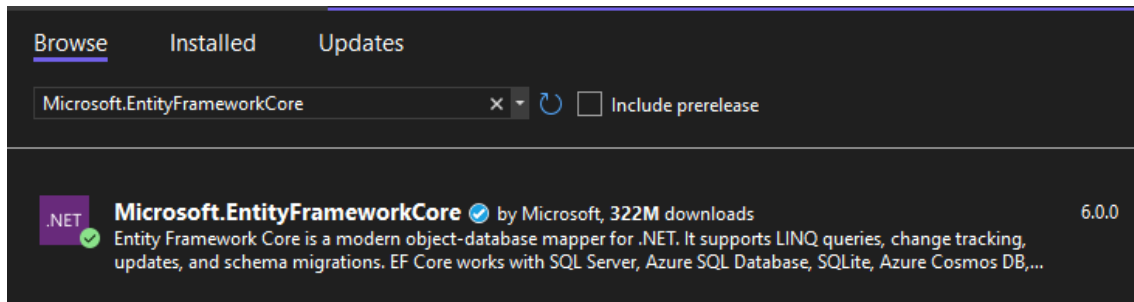 Browse Installed Updates
Microsoft.EntityFrameworkCore
Include prerelease
.NET
Microsoft.EntityFrameworkCore by Microsoft, 322M downloads 6.0.0
Entity Framework Core is a modern object-database mapper for .NET. It supports LINQ queries, change tracking,
updates, and schema migrations. EF Core works with SQL Server, Azure SQL Database, SQLite, Azure Cosmos DB,...